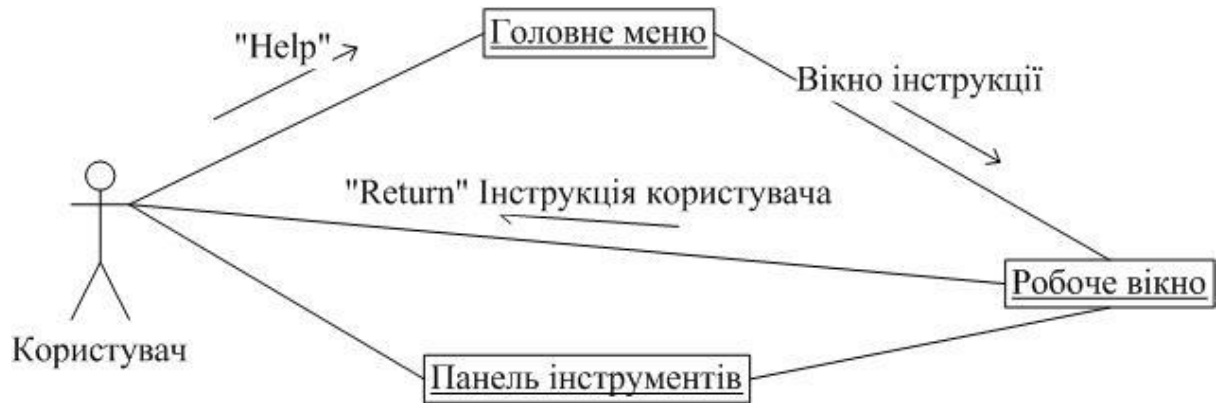 Головне меню
"Help"
Вікно інструкції
"Return" Інструкція користувача
Робоче вікно
Користувач
Панель інструментів